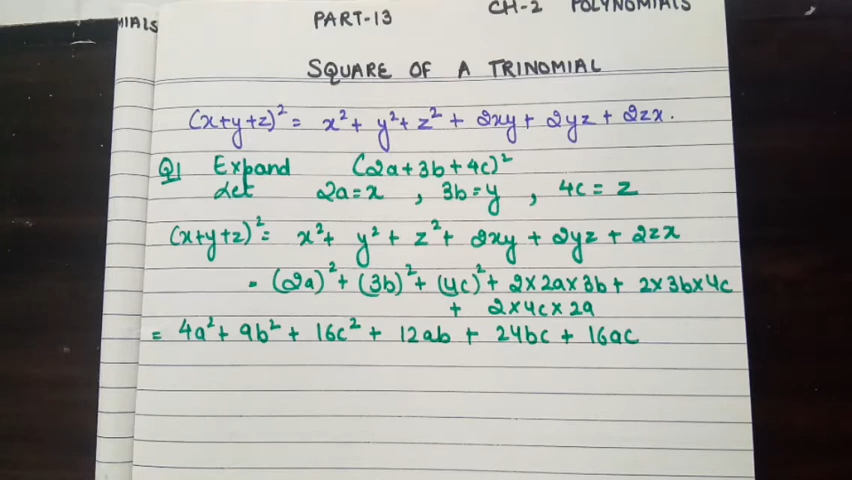 MIALS
PART-13
CH-2 POLYNOMIALS
SQUARE OF A TRINOMIAL
(x+y+z)² = x² + y² + z² + 2xy + 2yz + 2zx.
Q1 Expand (2a+3b+4c)²
Let 2a=x , 3b=y , 4c = z
(x+y+z)² = x² + y² + z² + 2xy + 2yz + 2zx
= (2a)² + (3b)² + (4c)² + 2×2a×3b + 2×3b×4c
+ 2×4c×2a
= 4a² + 9b² + 16c² + 12ab + 24bc + 16ac